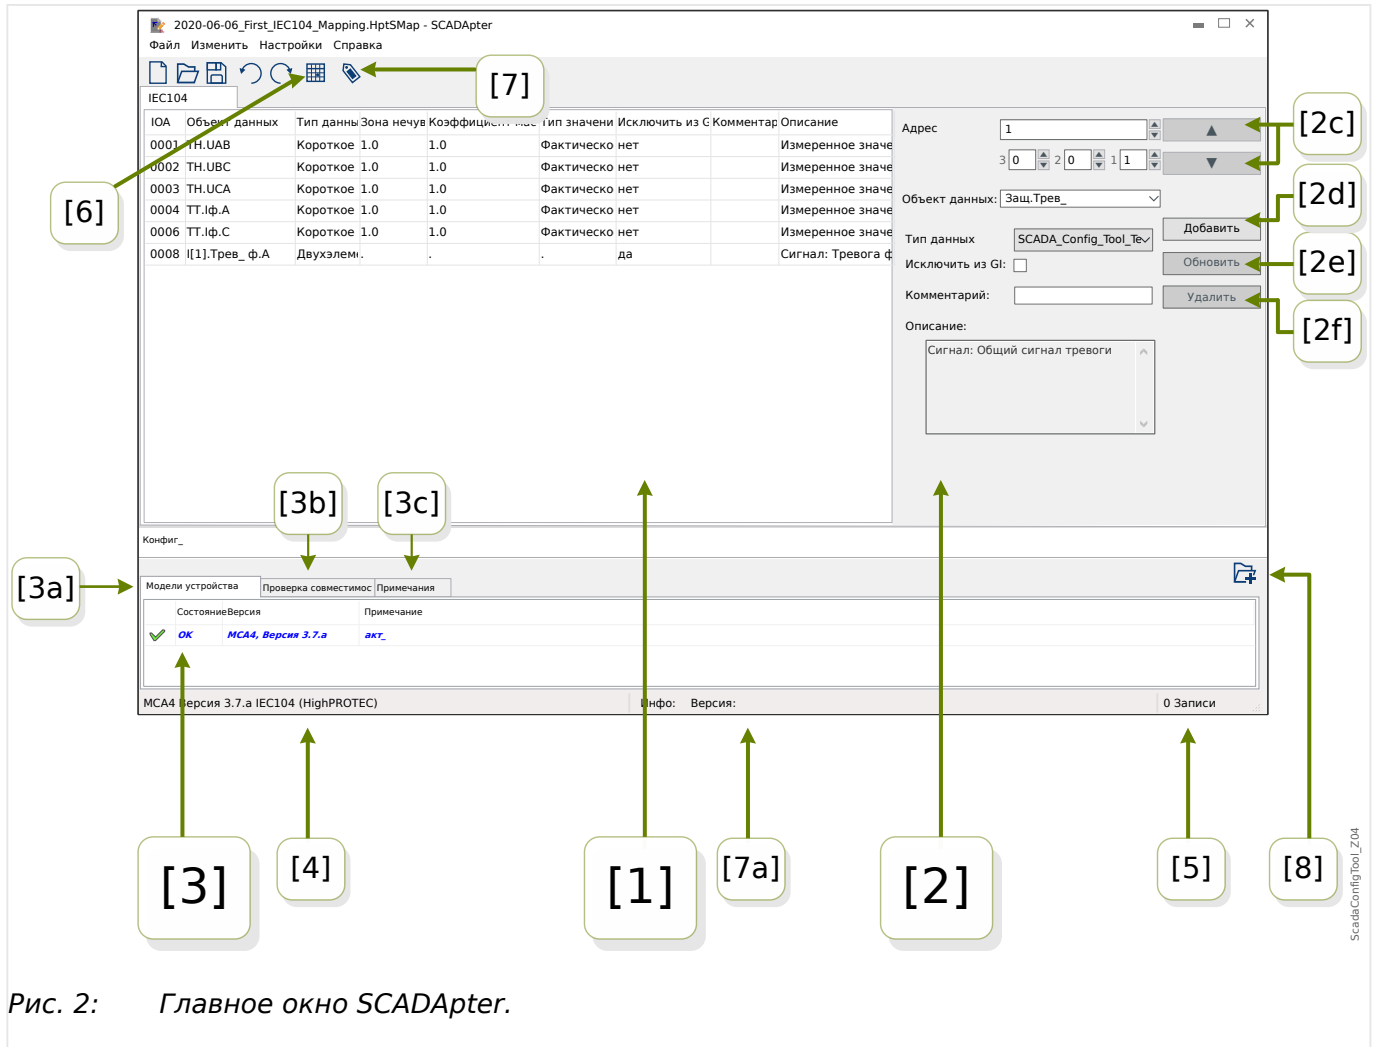 2020-06-06_First_IEC104_Mapping.HptSMap - SCADApter
Файл Изменить Настройки Справка
[7]
IEC104
IOA Объект данных Тип данны Зона нечув Коэффициент мас Тип значени Исключить из G Комментар Описание
0001 TH.UAB Короткое 1.0 1.0 Фактическо нет Измеренное значе
0002 TH.UBC Короткое 1.0 1.0 Фактическо нет Измеренное значе
0003 TH.UCA Короткое 1.0 1.0 Фактическо нет Измеренное значе
0004 ТТ.Iф.А Короткое 1.0 1.0 Фактическо нет Измеренное значе
0006 ТТ.Iф.С Короткое 1.0 1.0 Фактическо нет Измеренное значе
0008 I[1].Трев_ ф.А Двухэлем . . . да Сигнал: Тревога ф
[6]
Адрес 1 ▲
3 0 2 0 1 1 ▼
[2c]
Объект данных: Защ.Трев_
[2d]
Добавить
Тип данных SCADA_Config_Tool_Te
Исключить из GI: Обновить
[2e]
Комментарий: Удалить
[2f]
Описание:
Сигнал: Общий сигнал тревоги
[3b] [3c]
Конфиг_
[3a]
Модели устройства Проверка совместимос Примечания
Состояние Версия Примечание
OK MCA4, Версия 3.7.a акт_
MCA4 Версия 3.7.a IEC104 (HighPROTEC) Инфо: Версия: 0 Записи
[3] [4] [1] [7a] [2] [5] [8]
ScadaConfigTool_Z04
Рис. 2: Главное окно SCADApter.